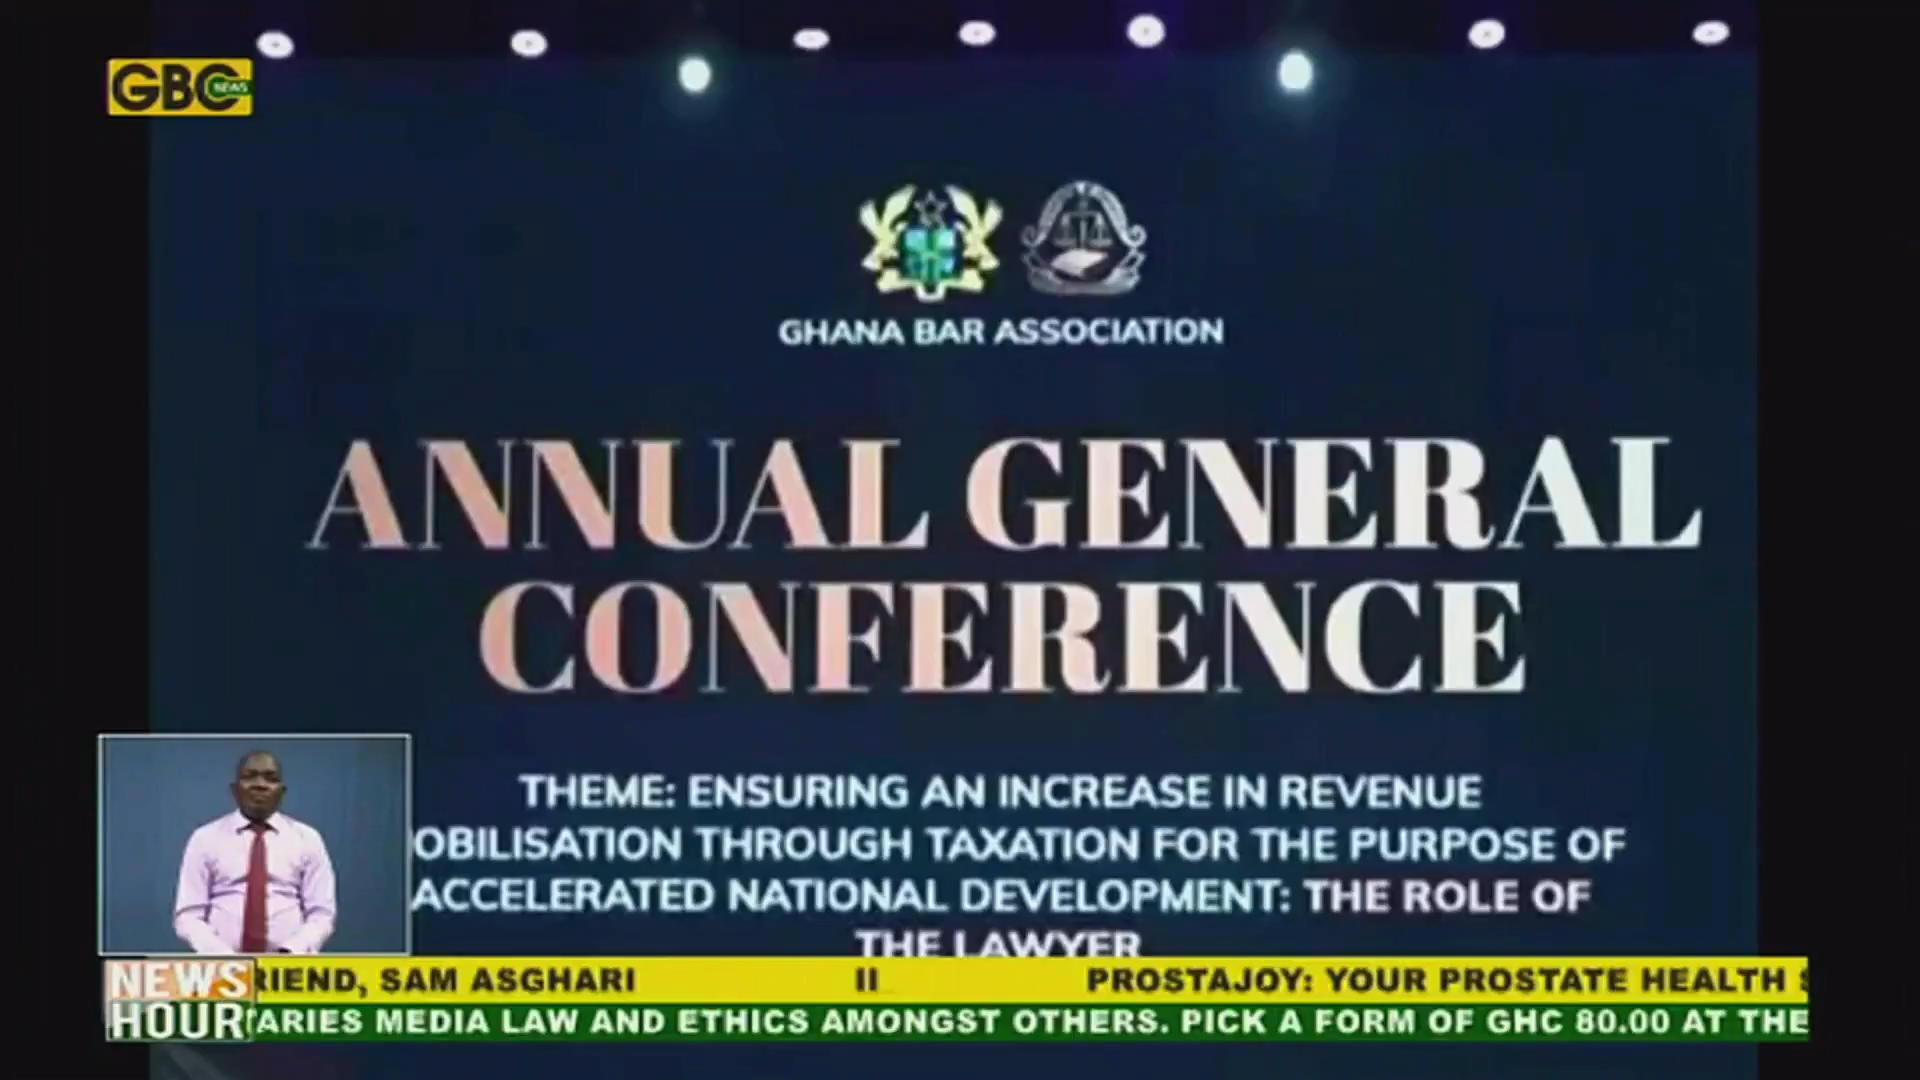 GBC NEWS
GHANA BAR ASSOCIATION
ANNUAL GENERAL
CONFERENCE
THEME: ENSURING AN INCREASE IN REVENUE
OBILISATION THROUGH TAXATION FOR THE PURPOSE OF
ACCELERATED NATIONAL DEVELOPMENT: THE ROLE OF
THE LAWYER
NEWS
HOUR
RIEND, SAM ASGHARI II PROSTAJOY: YOUR PROSTATE HEALTH
TARIES MEDIA LAW AND ETHICS AMONGST OTHERS. PICK A FORM OF GHC 80.00 AT THE